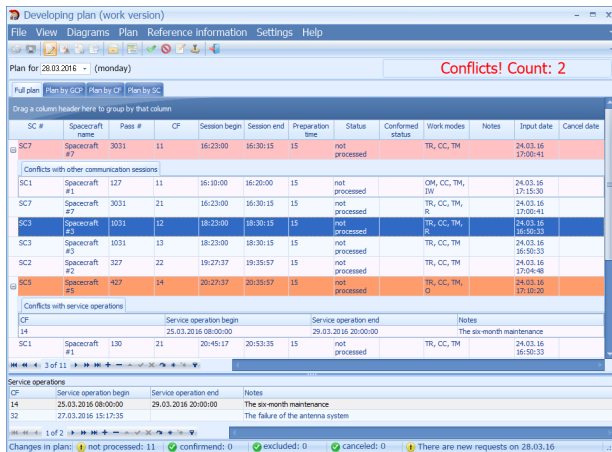 Developing plan (work version)
File View Diagrams Plan Reference information Settings Help
Plan for 28.03.2016 (monday)
Conflicts! Count: 2
Full plan Plan by GCP Plan by CF Plan by SC
Drag a column header here to group by that column
SC # Spacecraft name Pass # CF Session begin Session end Preparation time Status Conformed status Work modes Notes Input date Cancel date
SC7 Spacecraft #7 3031 11 16:23:00 16:30:15 15 not processed TR, CC, TM 24.03.16 17:00:41
Conflicts with other communication sessions
SC1 Spacecraft #1 127 11 16:10:00 16:20:00 15 not processed OM, CC, TM, IW 24.03.16 17:15:30
SC7 Spacecraft #7 3031 21 16:23:00 16:30:15 15 not processed TR, CC, TM, R 24.03.16 17:00:41
SC3 Spacecraft #3 1031 12 18:23:00 18:30:15 15 not processed TR, CC, TM, R 24.03.16 16:50:33
SC3 Spacecraft #3 1031 13 18:23:00 18:30:15 15 not processed TR, CC, TM 24.03.16 16:50:33
SC2 Spacecraft #2 327 22 19:27:37 19:35:57 15 not processed TR, CC, TM 24.03.16 17:04:48
SC5 Spacecraft #5 427 14 20:27:37 20:35:57 15 not processed TR, CC, TM, O 24.03.16 17:10:20
Conflicts with service operations
CF Service operation begin Service operation end Notes
14 25.03.2016 08:00:00 29.03.2016 20:00:00 The six-month maintenance
SC1 Spacecraft #1 130 21 20:45:17 20:53:35 15 not processed TR, CC, TM 24.03.16 16:50:33
3 of 11
Service operations
CF Service operation begin Service operation end Notes
14 25.03.2016 08:00:00 29.03.2016 20:00:00 The six-month maintenance
32 27.03.2016 15:17:35 The failure of the antenna system
1 of 2
Changes in plan: not processed: 11 confirmend: 0 excluded: 0 canceled: 0 There are new requests on 28.03.16